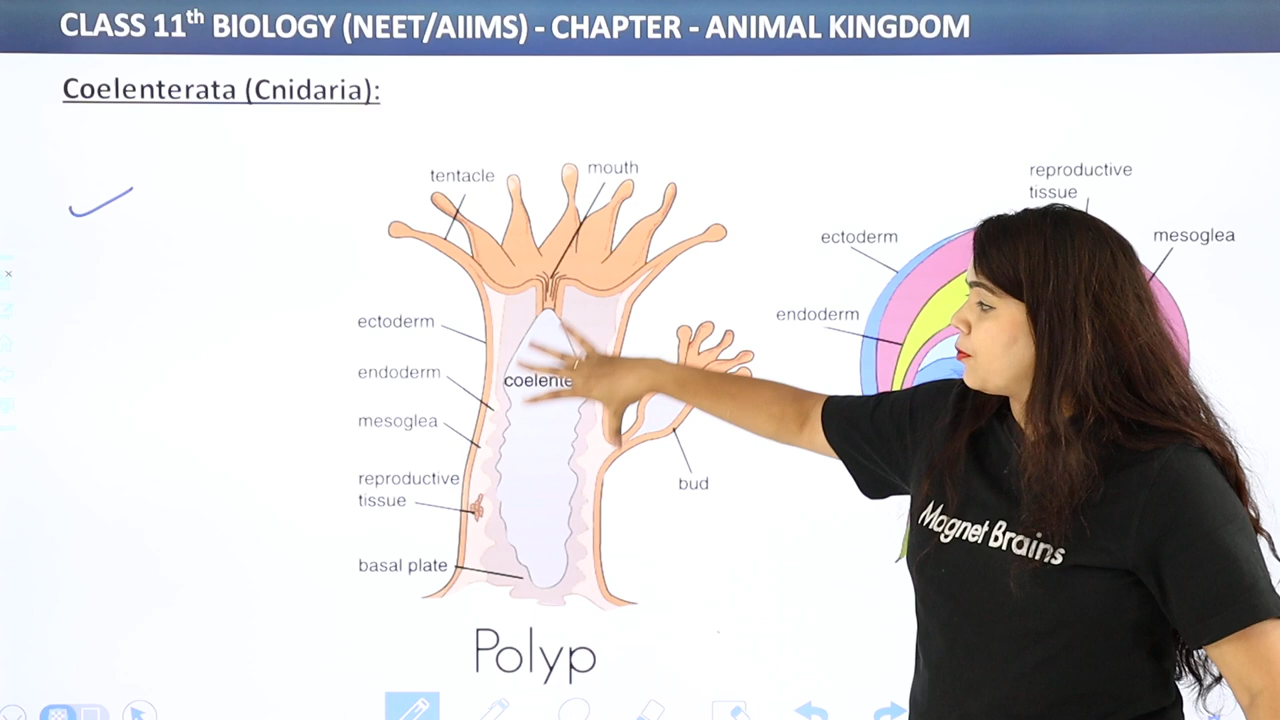 CLASS 11th BIOLOGY (NEET/AIIMS) - CHAPTER - ANIMAL KINGDOM
Coelenterata (Cnidaria):
tentacle
mouth
ectoderm
endoderm
mesoglea
reproductive
tissue
basal plate
coelente
bud
Polyp
reproductive
tissue
ectoderm
mesoglea
endoderm
Magnet Brains